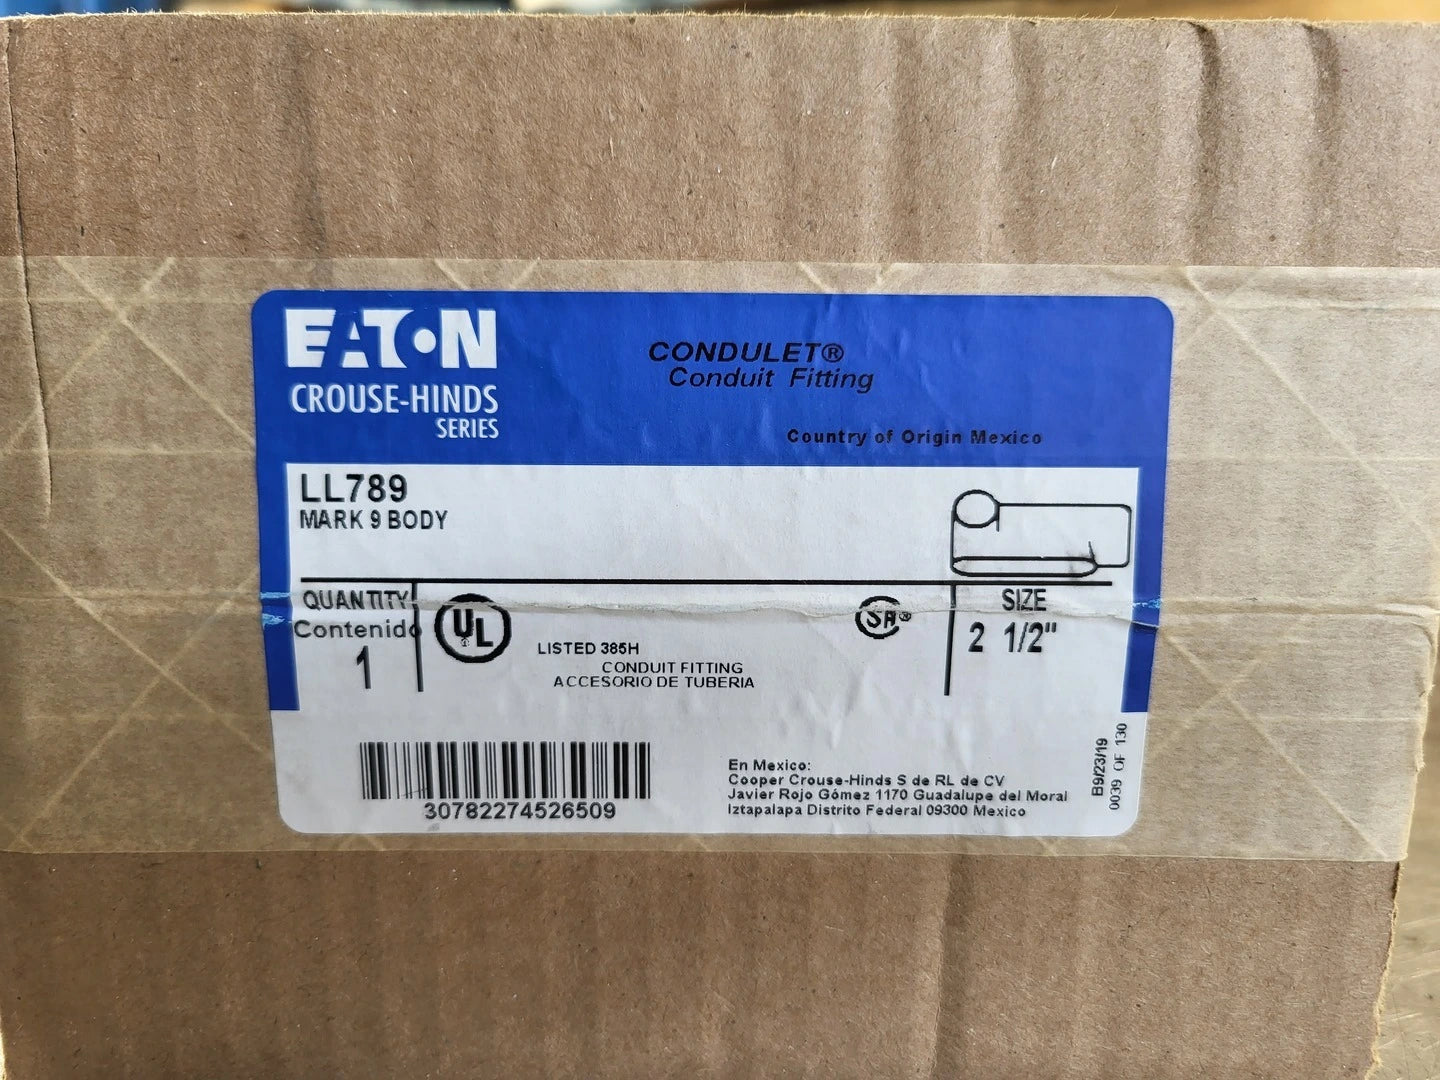 EATON
CROUSE-HINDS
SERIES
CONDULET®
Conduit Fitting
Country of Origin Mexico
LL789
MARK 9 BODY
QUANTITY
Contenido
1
UL
®
LISTED 385H
CONDUIT FITTING
ACCESORIO DE TUBERIA
SA®
SIZE
2 1/2"
30782274526509
En Mexico:
Cooper Crouse-Hinds S de RL de CV
Javier Rojo Gómez 1170 Guadalupe del Moral
Iztapalapa Distrito Federal 09300 Mexico
B9/23/19
0039 OF 130